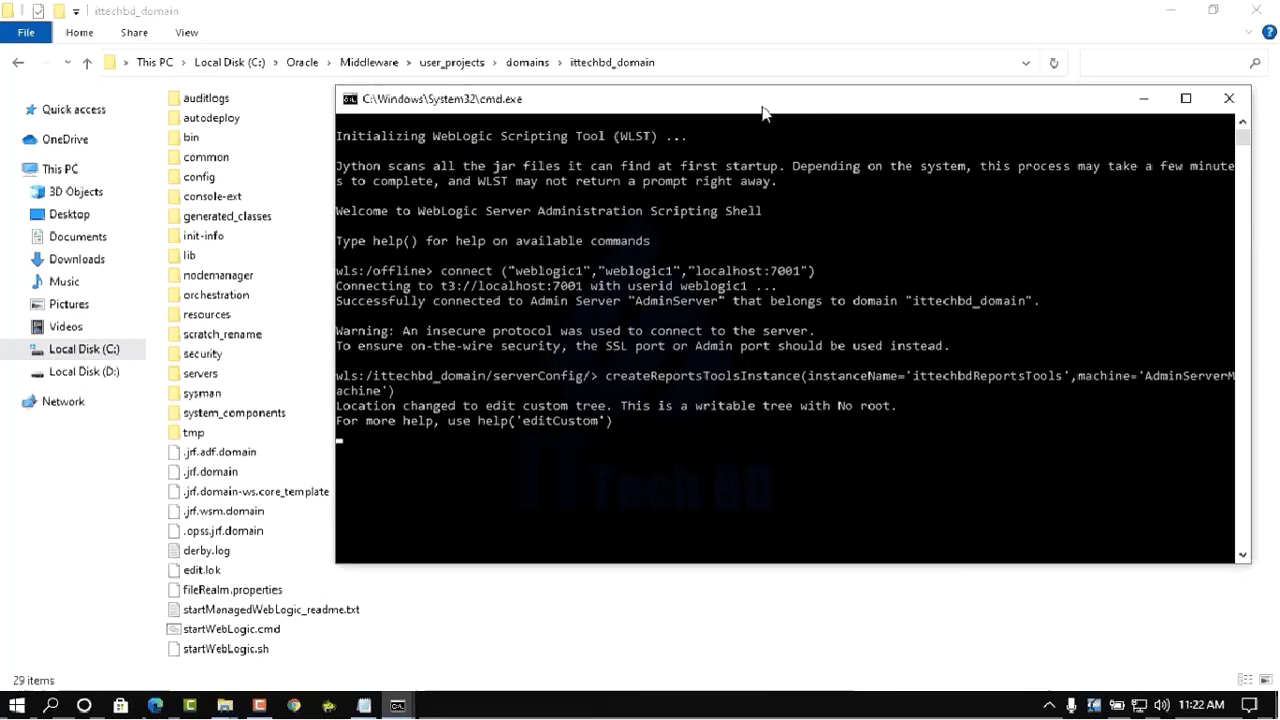 ittechbd_domain
File
Home
Share
View
This PC
Local Disk (C:)
Oracle
Middleware
user_projects
domains
ittechbd_domain
Quick access
OneDrive
This PC
3D Objects
Desktop
Documents
Downloads
Music
Pictures
Videos
Local Disk (C:)
Local Disk (D:)
Network
auditlogs
autodeploy
bin
common
config
console-ext
generated_classes
init-info
lib
nodemanager
orchestration
resources
scratch_rename
security
servers
sysman
system_components
tmp
.jrf.adf.domain
.jrf.domain
.jrf.domain-ws.core_template
.jrf.wsm.domain
.opss.jrf.domain
derby.log
edit.lok
fileRealm.properties
startManagedWebLogic_readme.txt
startWebLogic.cmd
startWebLogic.sh
C:\Windows\System32\cmd.exe
Initializing WebLogic Scripting Tool (WLST) ...
Jython scans all the jar files it can find at first startup. Depending on the system, this process may take a few minute
s to complete, and WLST may not return a prompt right away.
Welcome to WebLogic Server Administration Scripting Shell
Type help() for help on available commands
wls:/offline> connect ("weblogic1","weblogic1","localhost:7001")
Connecting to t3://localhost:7001 with userid weblogic1 ...
Successfully connected to Admin Server "AdminServer" that belongs to domain "ittechbd_domain".
Warning: An insecure protocol was used to connect to the server.
To ensure on-the-wire security, the SSL port or Admin port should be used instead.
wls:/ittechbd_domain/serverConfig/> createReportsToolsInstance(instanceName='ittechbdReportsTools',machine='AdminServerM
achine')
Location changed to edit custom tree. This is a writable tree with No root.
For more help, use help('editCustom')
IT
Tech BD
29 items
11:22 AM